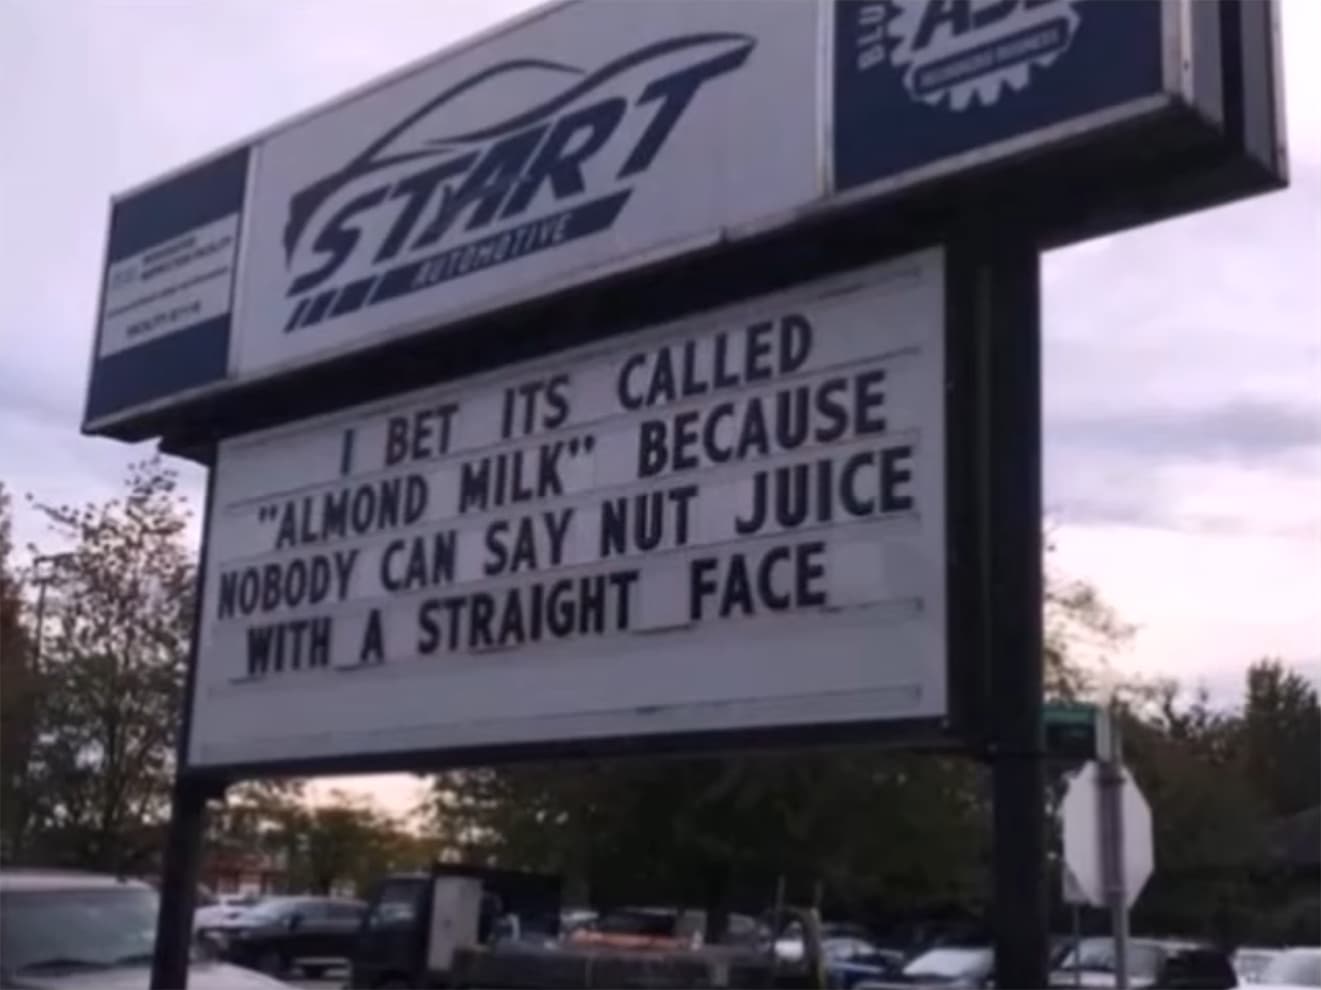 START
AUTOMOTIVE
I BET ITS CALLED
"ALMOND MILK" BECAUSE
NOBODY CAN SAY NUT JUICE
WITH A STRAIGHT FACE